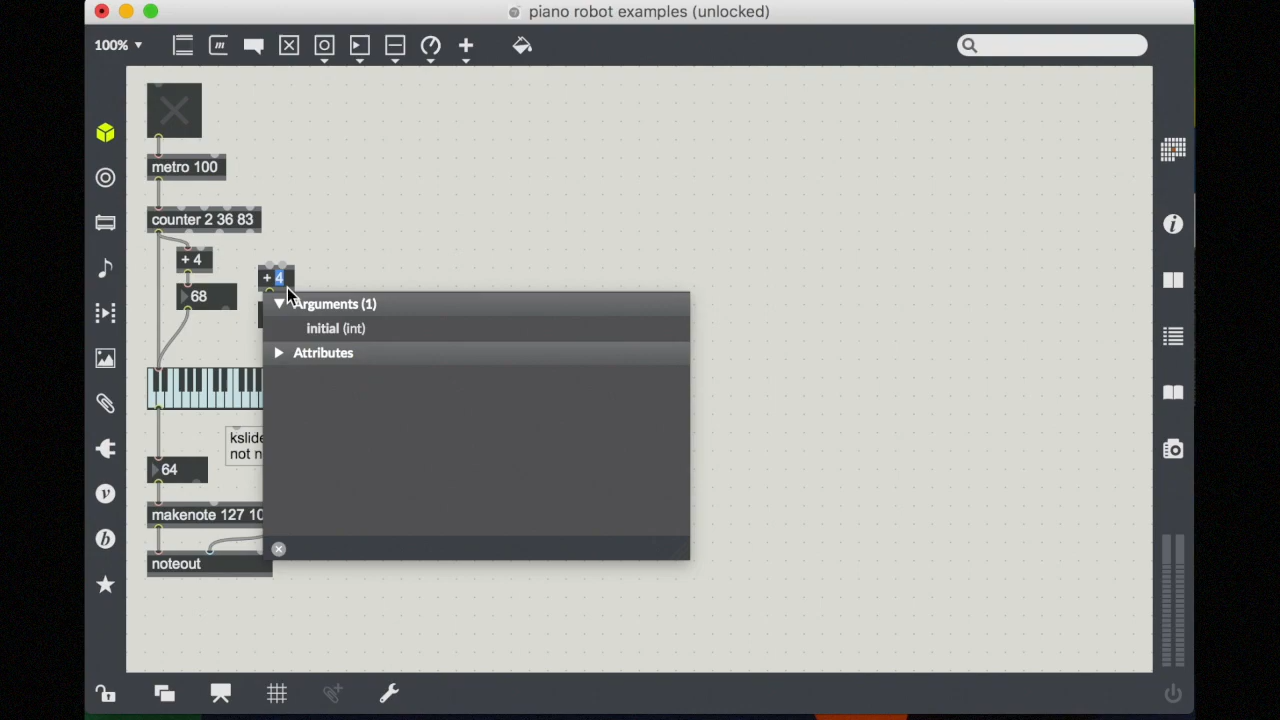 piano robot examples (unlocked)
100%
metro 100
counter 2 36 83
+ 4
+ 4
68
Arguments (1)
initial (int)
Attributes
kslide
not n
64
makenote 127 10
noteout